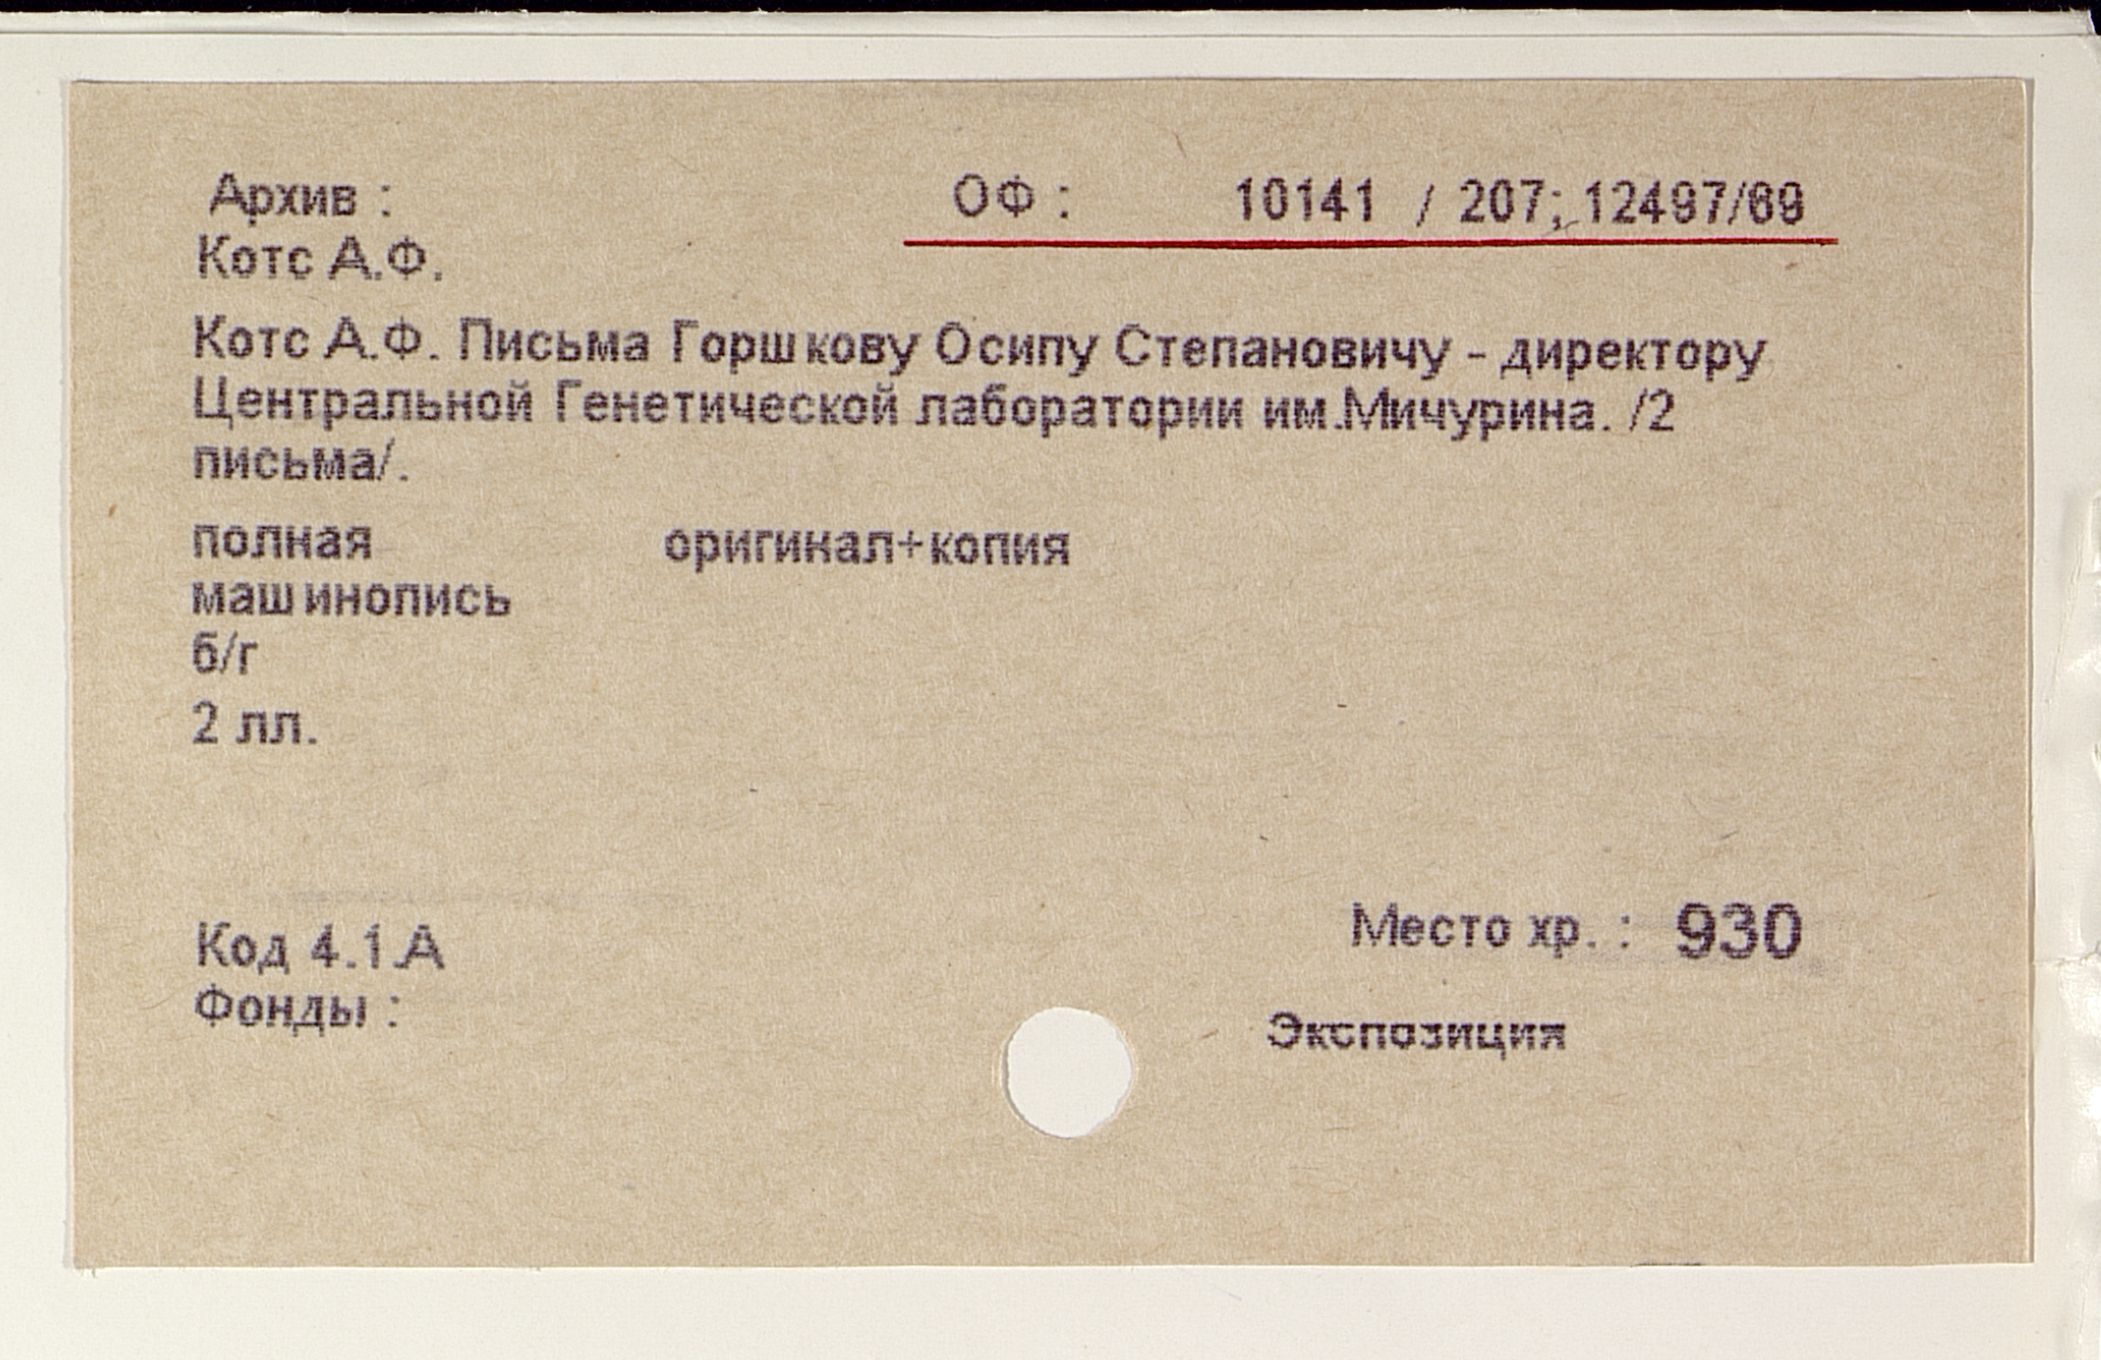 Архив :
ОФ : 10141 / 207; 12497/69
Котс А.Ф.
Котс А.Ф. Письма Горшкову Осипу Степановичу - директору
Центральной Генетической лаборатории им.Мичурина. /2
письма/.
полная оригинал+копия
машинопись
б/г
2 лл.
Место хр. : 930
Код 4.1.А
Фонды :
Экспозиция